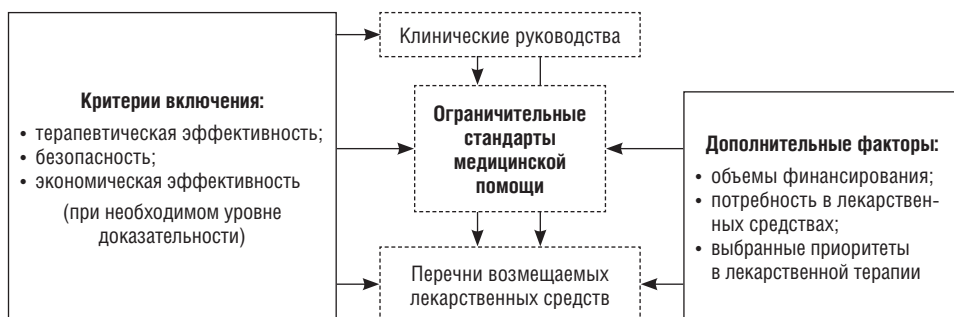 Критерии включения:
• терапевтическая эффективность;
• безопасность;
• экономическая эффективность
(при необходимом уровне
доказательности)
Клинические руководства
Ограничительные
стандарты
медицинской
помощи
Перечни возмещаемых
лекарственных средств
Дополнительные факторы:
• объемы финансирования;
• потребность в лекарствен-
ных средствах;
• выбранные приоритеты
в лекарственной терапии